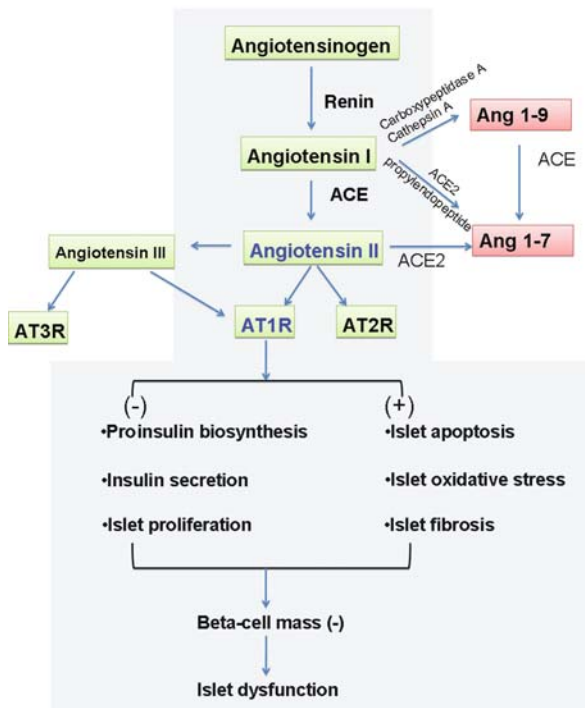 Angiotensinogen
Renin
Carboxypeptidase A
Cathepsin A
Ang 1-9
Angiotensin I
ACE2
propylendopeptide
ACE
ACE
Angiotensin III
Angiotensin II
ACE2
Ang 1-7
AT3R
AT1R
AT2R
(-)
(+)
•Proinsulin biosynthesis
•Islet apoptosis
•Insulin secretion
•Islet oxidative stress
•Islet proliferation
•Islet fibrosis
Beta-cell mass (-)
Islet dysfunction